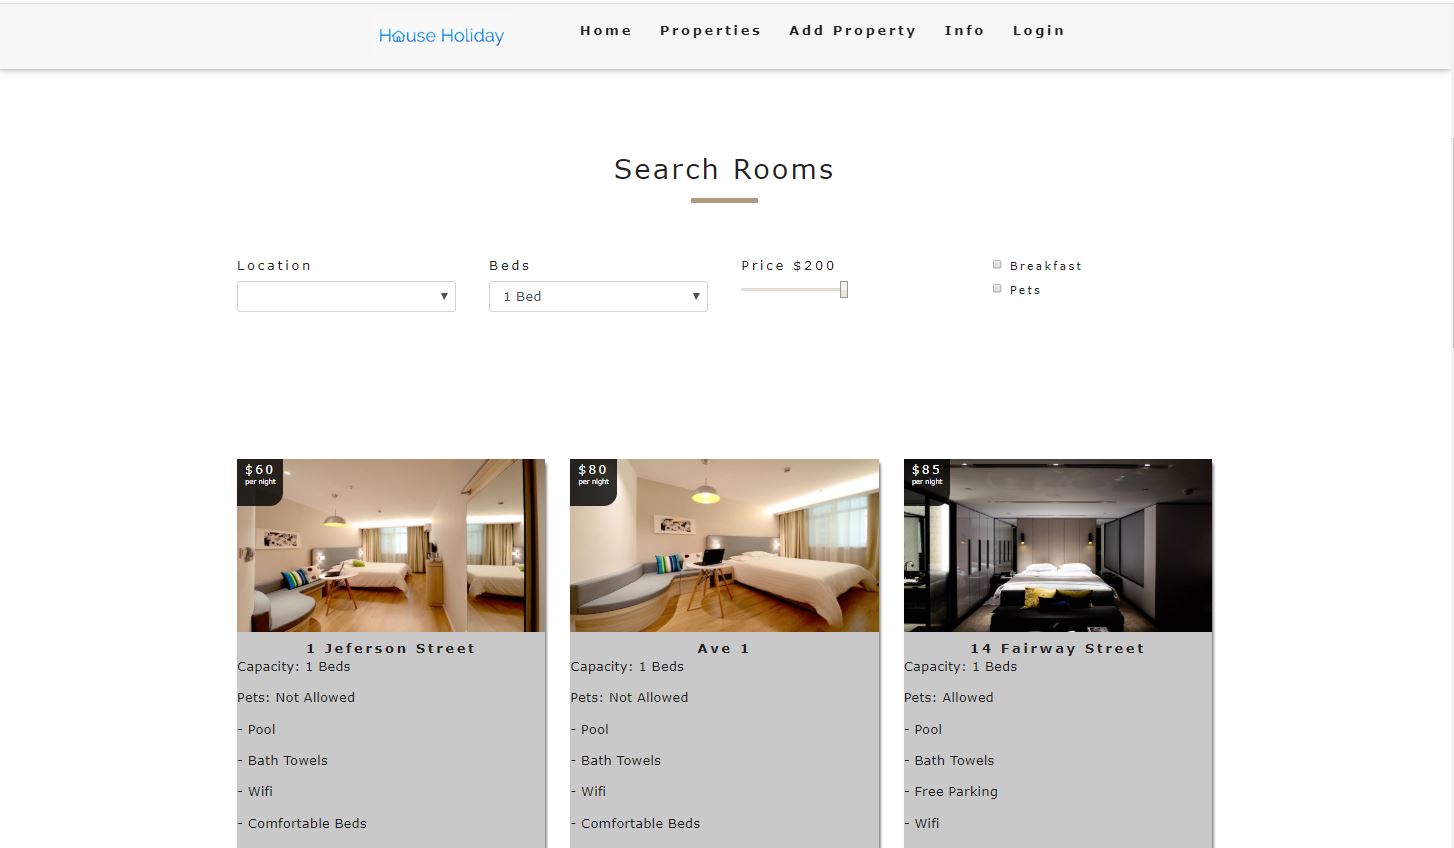 House Holiday
Home Properties Add Property Info Login
Search Rooms
Location Beds Price $200
Breakfast
1 Bed
Pets
$60
per night
$80
per night
$85
per night
1 Jeferson Street
Capacity: 1 Beds
Pets: Not Allowed
- Pool
- Bath Towels
- Wifi
- Comfortable Beds
Ave 1
Capacity: 1 Beds
Pets: Not Allowed
- Pool
- Bath Towels
- Wifi
- Comfortable Beds
14 Fairway Street
Capacity: 1 Beds
Pets: Allowed
- Pool
- Bath Towels
- Free Parking
- Wifi